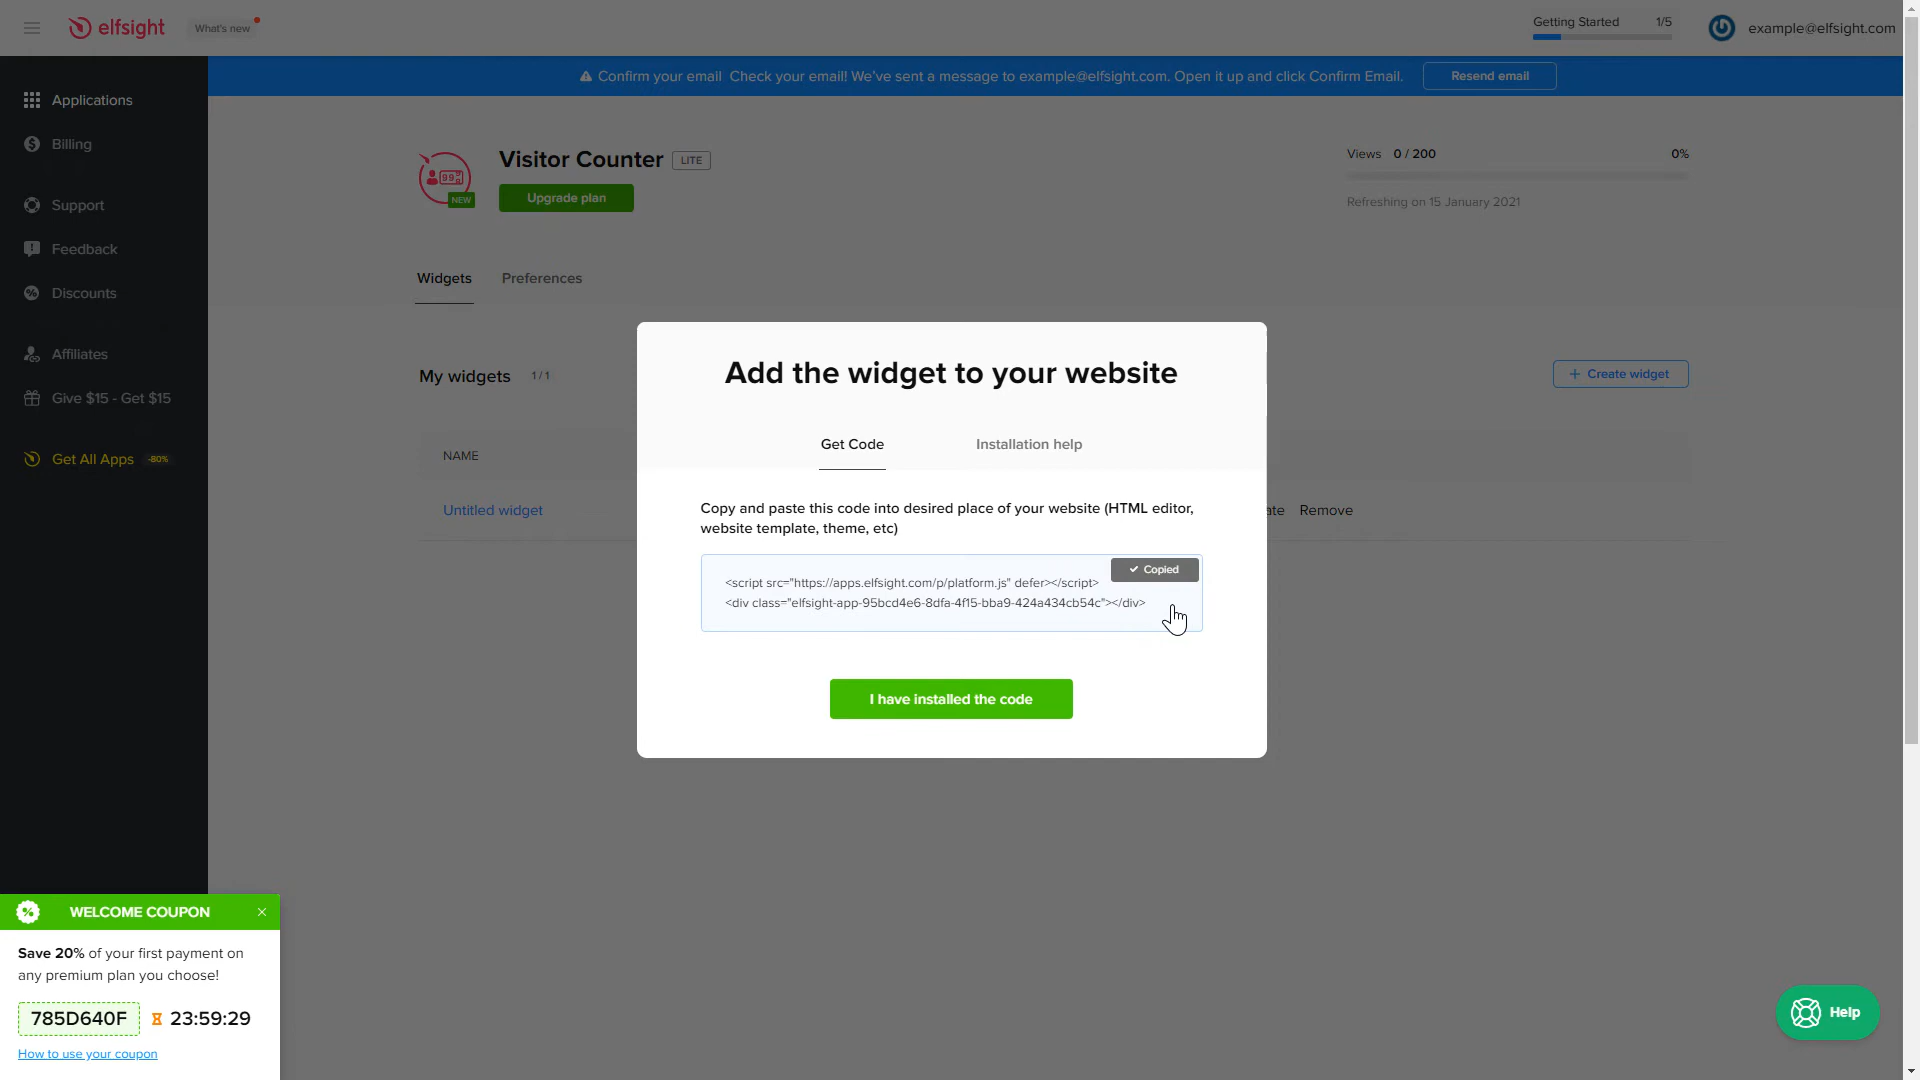 elfsight
What's new
Getting Started 1/5
example@elfsight.com
Confirm your email Check your email! We've sent a message to example@elfsight.com. Open it up and click Confirm Email.
Resend email
Applications
Billing
Support
Feedback
Discounts
Affiliates
Give $15 - Get $15
Get All Apps -80%
Visitor Counter LITE
NEW
Upgrade plan
Views 0 / 200 0%
Refreshing on 15 January 2021
Widgets Preferences
My widgets 1 / 1
+ Create widget
NAME
Untitled widget
ate Remove
Add the widget to your website
Get Code Installation help
Copy and paste this code into desired place of your website (HTML editor,
website template, theme, etc)
Copied
<script src="https://apps.elfsight.com/p/platform.js" defer></script>
<div class="elfsight-app-95bcd4e6-8dfa-4f15-bba9-424a434cb54c"></div>
I have installed the code
WELCOME COUPON
Save 20% of your first payment on
any premium plan you choose!
785D640F 23:59:29
How to use your coupon
Help